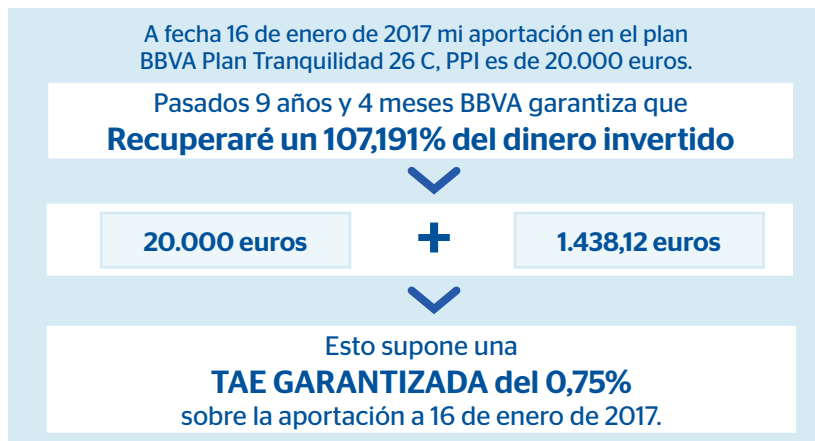 A fecha 16 de enero de 2017 mi aportación en el plan
BBVA Plan Tranquilidad 26 C, PPI es de 20.000 euros.
Pasados 9 años y 4 meses BBVA garantiza que
Recuperaré un 107,191% del dinero invertido
20.000 euros + 1.438,12 euros
Esto supone una
TAE GARANTIZADA del 0,75%
sobre la aportación a 16 de enero de 2017.